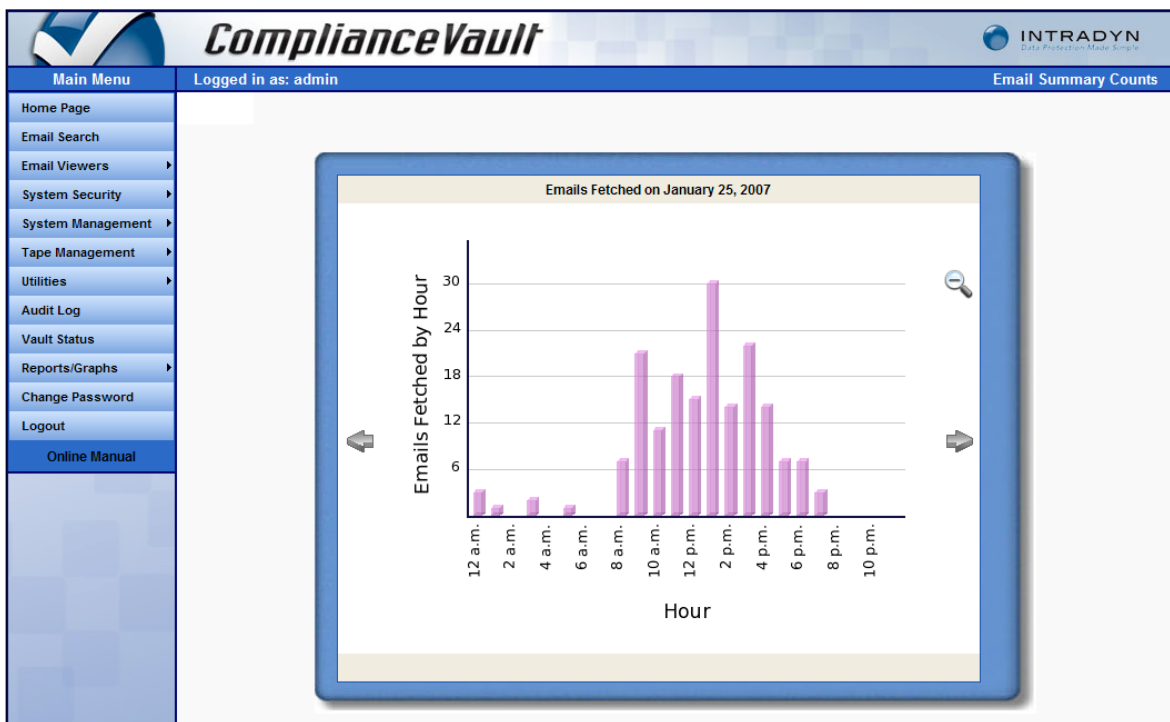 ComplianceVault
INTRADYN
Data Protection Made Simple
Main Menu
Logged in as: admin
Email Summary Counts
Home Page
Email Search
Email Viewers
System Security
System Management
Tape Management
Utilities
Audit Log
Vault Status
Reports/Graphs
Change Password
Logout
Online Manual
Emails Fetched on January 25, 2007
Emails Fetched by Hour
30
24
18
12
6
12 a.m.
2 a.m.
4 a.m.
6 a.m.
8 a.m.
10 a.m.
12 p.m.
2 p.m.
4 p.m.
6 p.m.
8 p.m.
10 p.m.
Hour